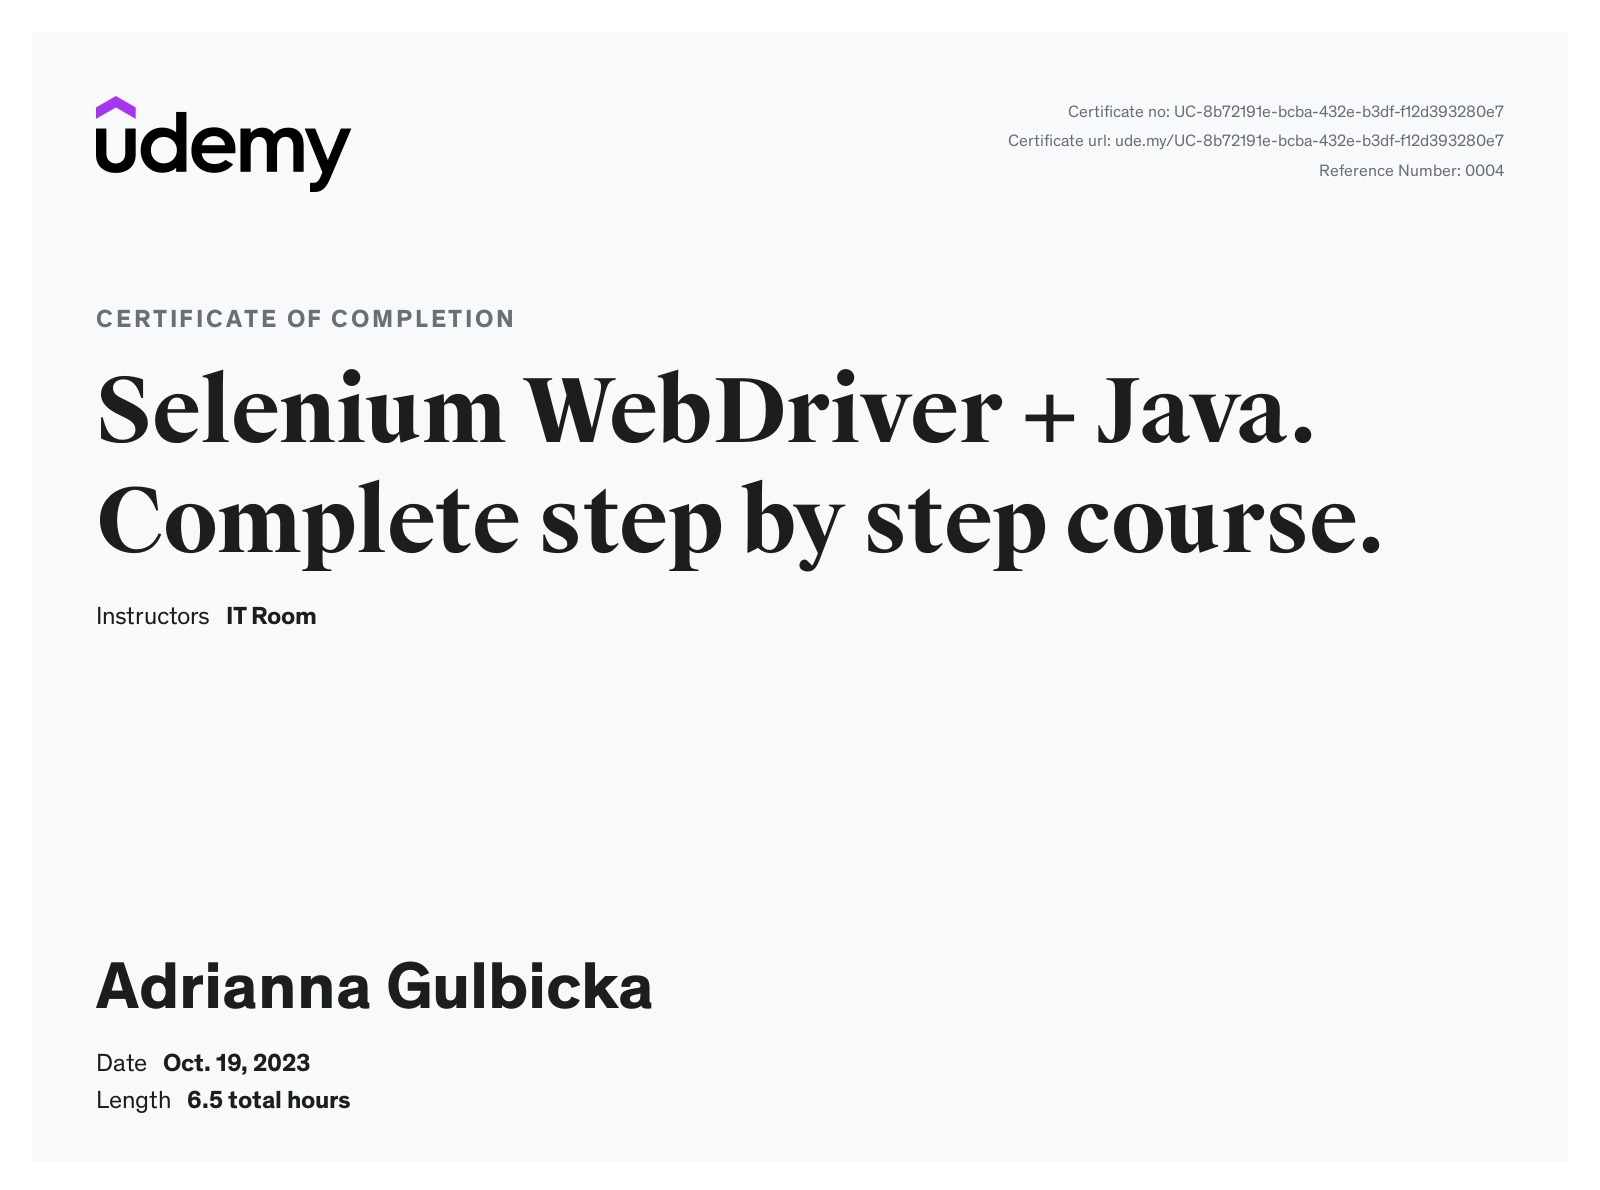 udemy
Certificate no: UC-8b72191e-bcba-432e-b3df-f12d393280e7
Certificate url: ude.my/UC-8b72191e-bcba-432e-b3df-f12d393280e7
Reference Number: 0004
CERTIFICATE OF COMPLETION
Selenium WebDriver + Java.
Complete step by step course.
Instructors IT Room
Adrianna Gulbicka
Date Oct. 19, 2023
Length 6.5 total hours